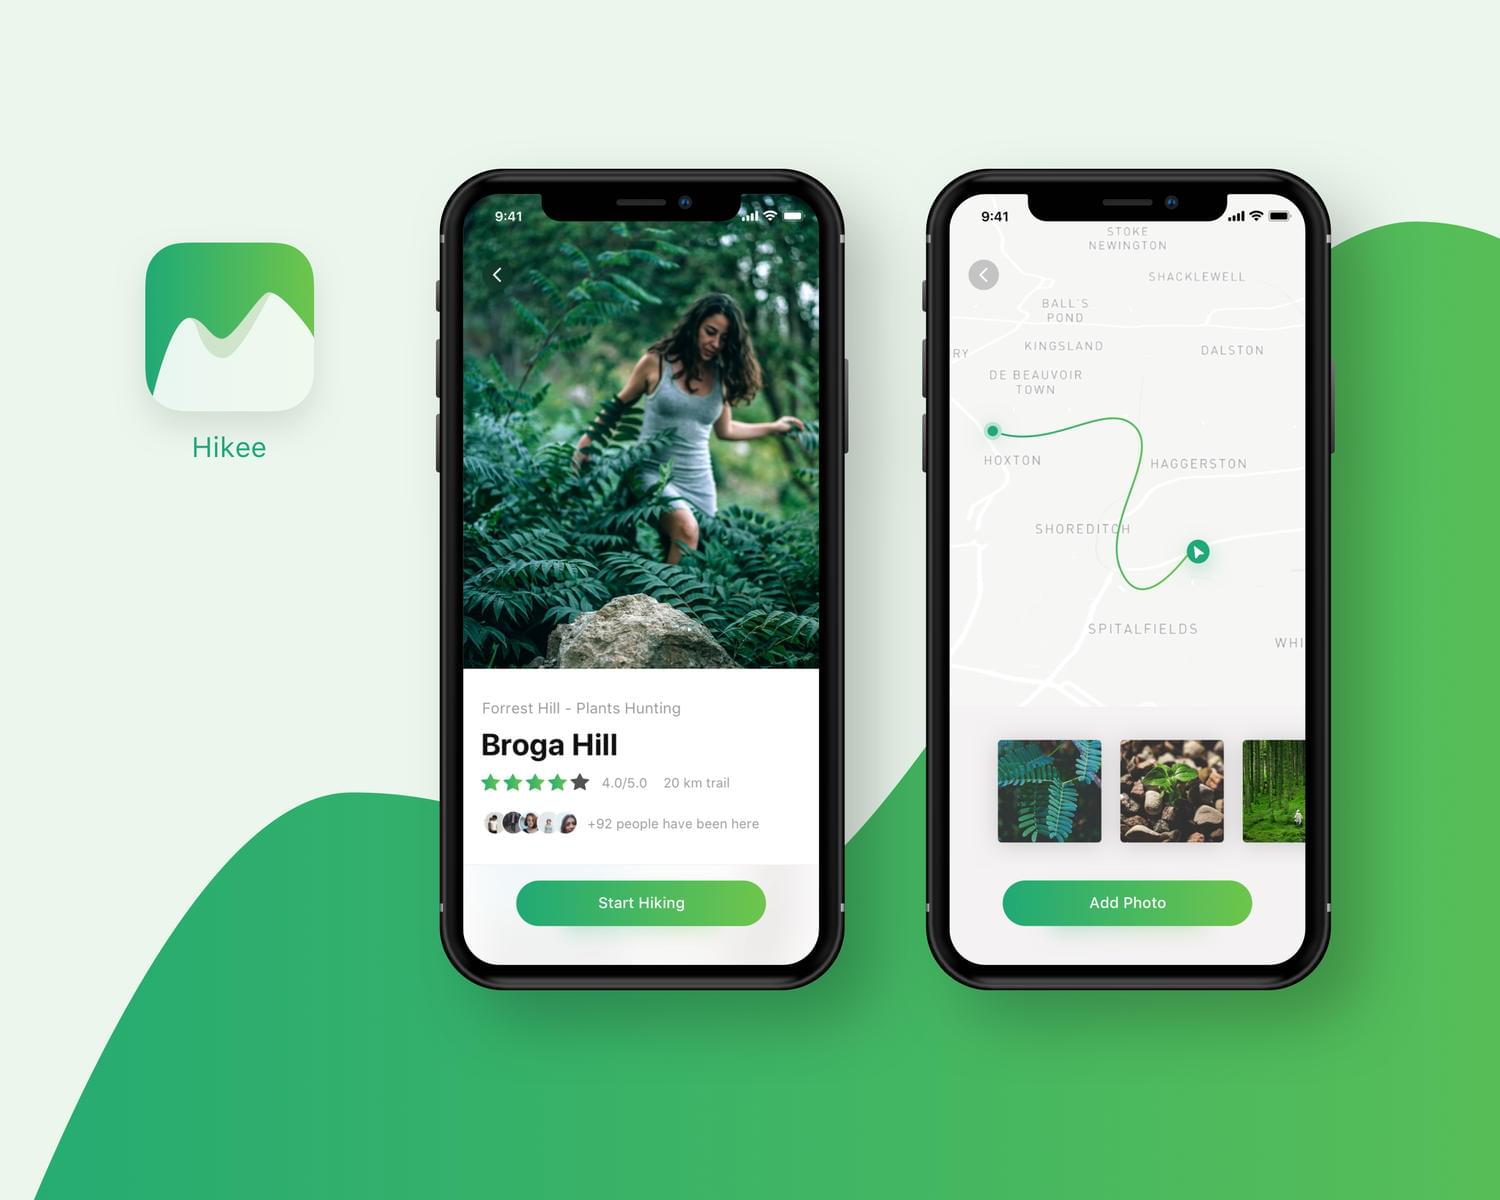 Hikee
9:41
Forrest Hill - Plants Hunting
Broga Hill
4.0/5.0 20 km trail
+92 people have been here
Start Hiking
9:41
STOKE
NEWINGTON
SHACKLEWELL
BALL'S
POND
KINGSLAND
DALSTON
RY
DE BEAUVOIR
TOWN
HOXTON
HAGGERSTON
SHOREDITCH
SPITALFIELDS
WHI
Add Photo